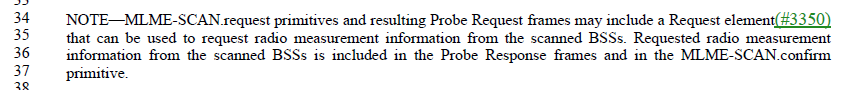 34 NOTE—MLME-SCAN.request primitives and resulting Probe Request frames may include a Request element(#3350)
35 that can be used to request radio measurement information from the scanned BSSs. Requested radio measurement
36 information from the scanned BSSs is included in the Probe Response frames and in the MLME-SCAN.confirm
37 primitive.
38